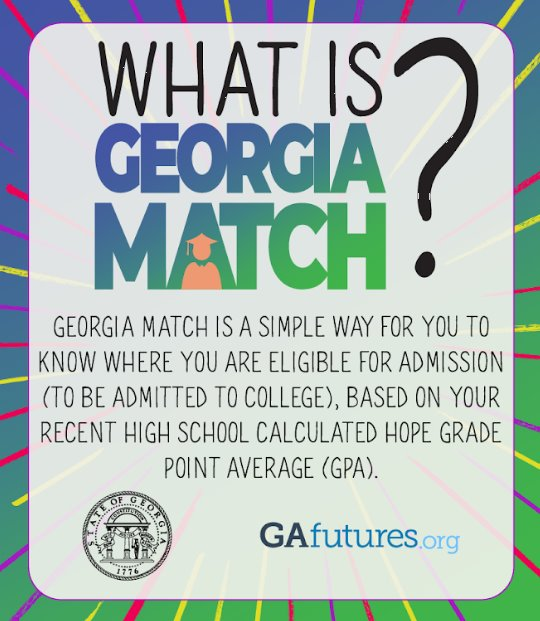 WHAT IS
GEORGIA
MATCH?
GEORGIA MATCH IS A SIMPLE WAY FOR YOU TO
KNOW WHERE YOU ARE ELIGIBLE FOR ADMISSION
(TO BE ADMITTED TO COLLEGE), BASED ON YOUR
RECENT HIGH SCHOOL CALCULATED HOPE GRADE
POINT AVERAGE (GPA).
STATE OF GEORGIA
1776
GAfutures.org